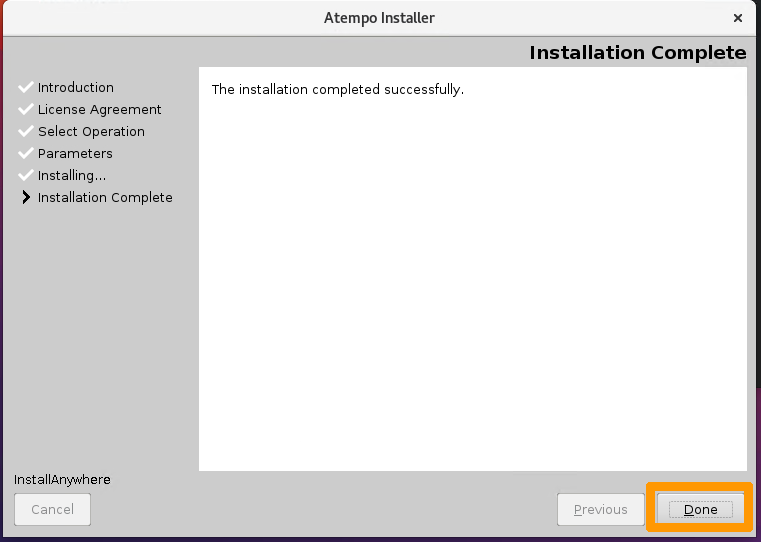 Atempo Installer
Installation Complete
Introduction
License Agreement
Select Operation
Parameters
Installing...
Installation Complete
The installation completed successfully.
InstallAnywhere
Cancel
Previous
Done